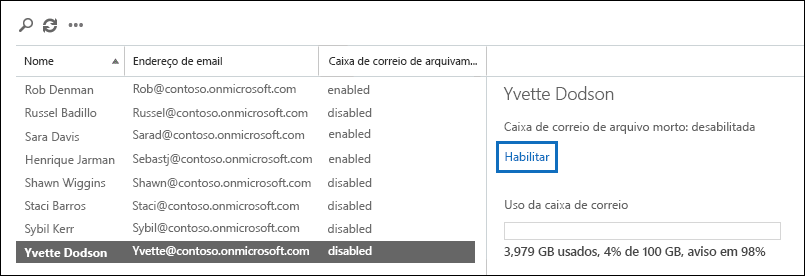 Nome Endereço de email Caixa de correio de arquivam...
Rob Denman Rob@contoso.onmicrosoft.com enabled
Russel Badillo Russel@contoso.onmicrosoft.com disabled
Sara Davis Sarad@contoso.onmicrosoft.com enabled
Henrique Jarman Sebastj@contoso.onmicrosoft.com enabled
Shawn Wiggins Shawn@contoso.onmicrosoft.com disabled
Staci Barros Staci@contoso.onmicrosoft.com disabled
Sybil Kerr Sybil@contoso.onmicrosoft.com disabled
Yvette Dodson Yvette@contoso.onmicrosoft.com disabled
Yvette Dodson
Caixa de correio de arquivo morto: desabilitada
Habilitar
Uso da caixa de correio
3,979 GB usados, 4% de 100 GB, aviso em 98%